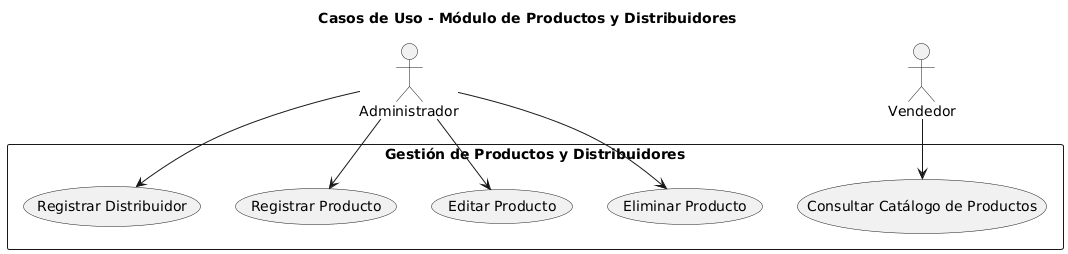 Casos de Uso - Módulo de Productos y Distribuidores
Administrador
Vendedor
Gestión de Productos y Distribuidores
Registrar Distribuidor
Registrar Producto
Editar Producto
Eliminar Producto
Consultar Catálogo de Productos